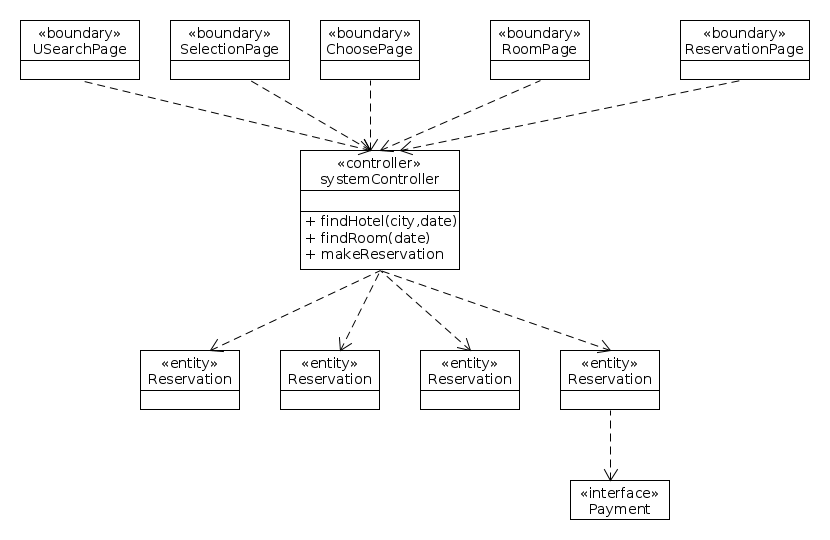 «boundary»
USearchPage
«boundary»
SelectionPage
«boundary»
ChoosePage
«boundary»
RoomPage
«boundary»
ReservationPage
«controller»
systemController
+ findHotel(city,date)
+ findRoom(date)
+ makeReservation
«entity»
Reservation
«entity»
Reservation
«entity»
Reservation
«entity»
Reservation
«interface»
Payment